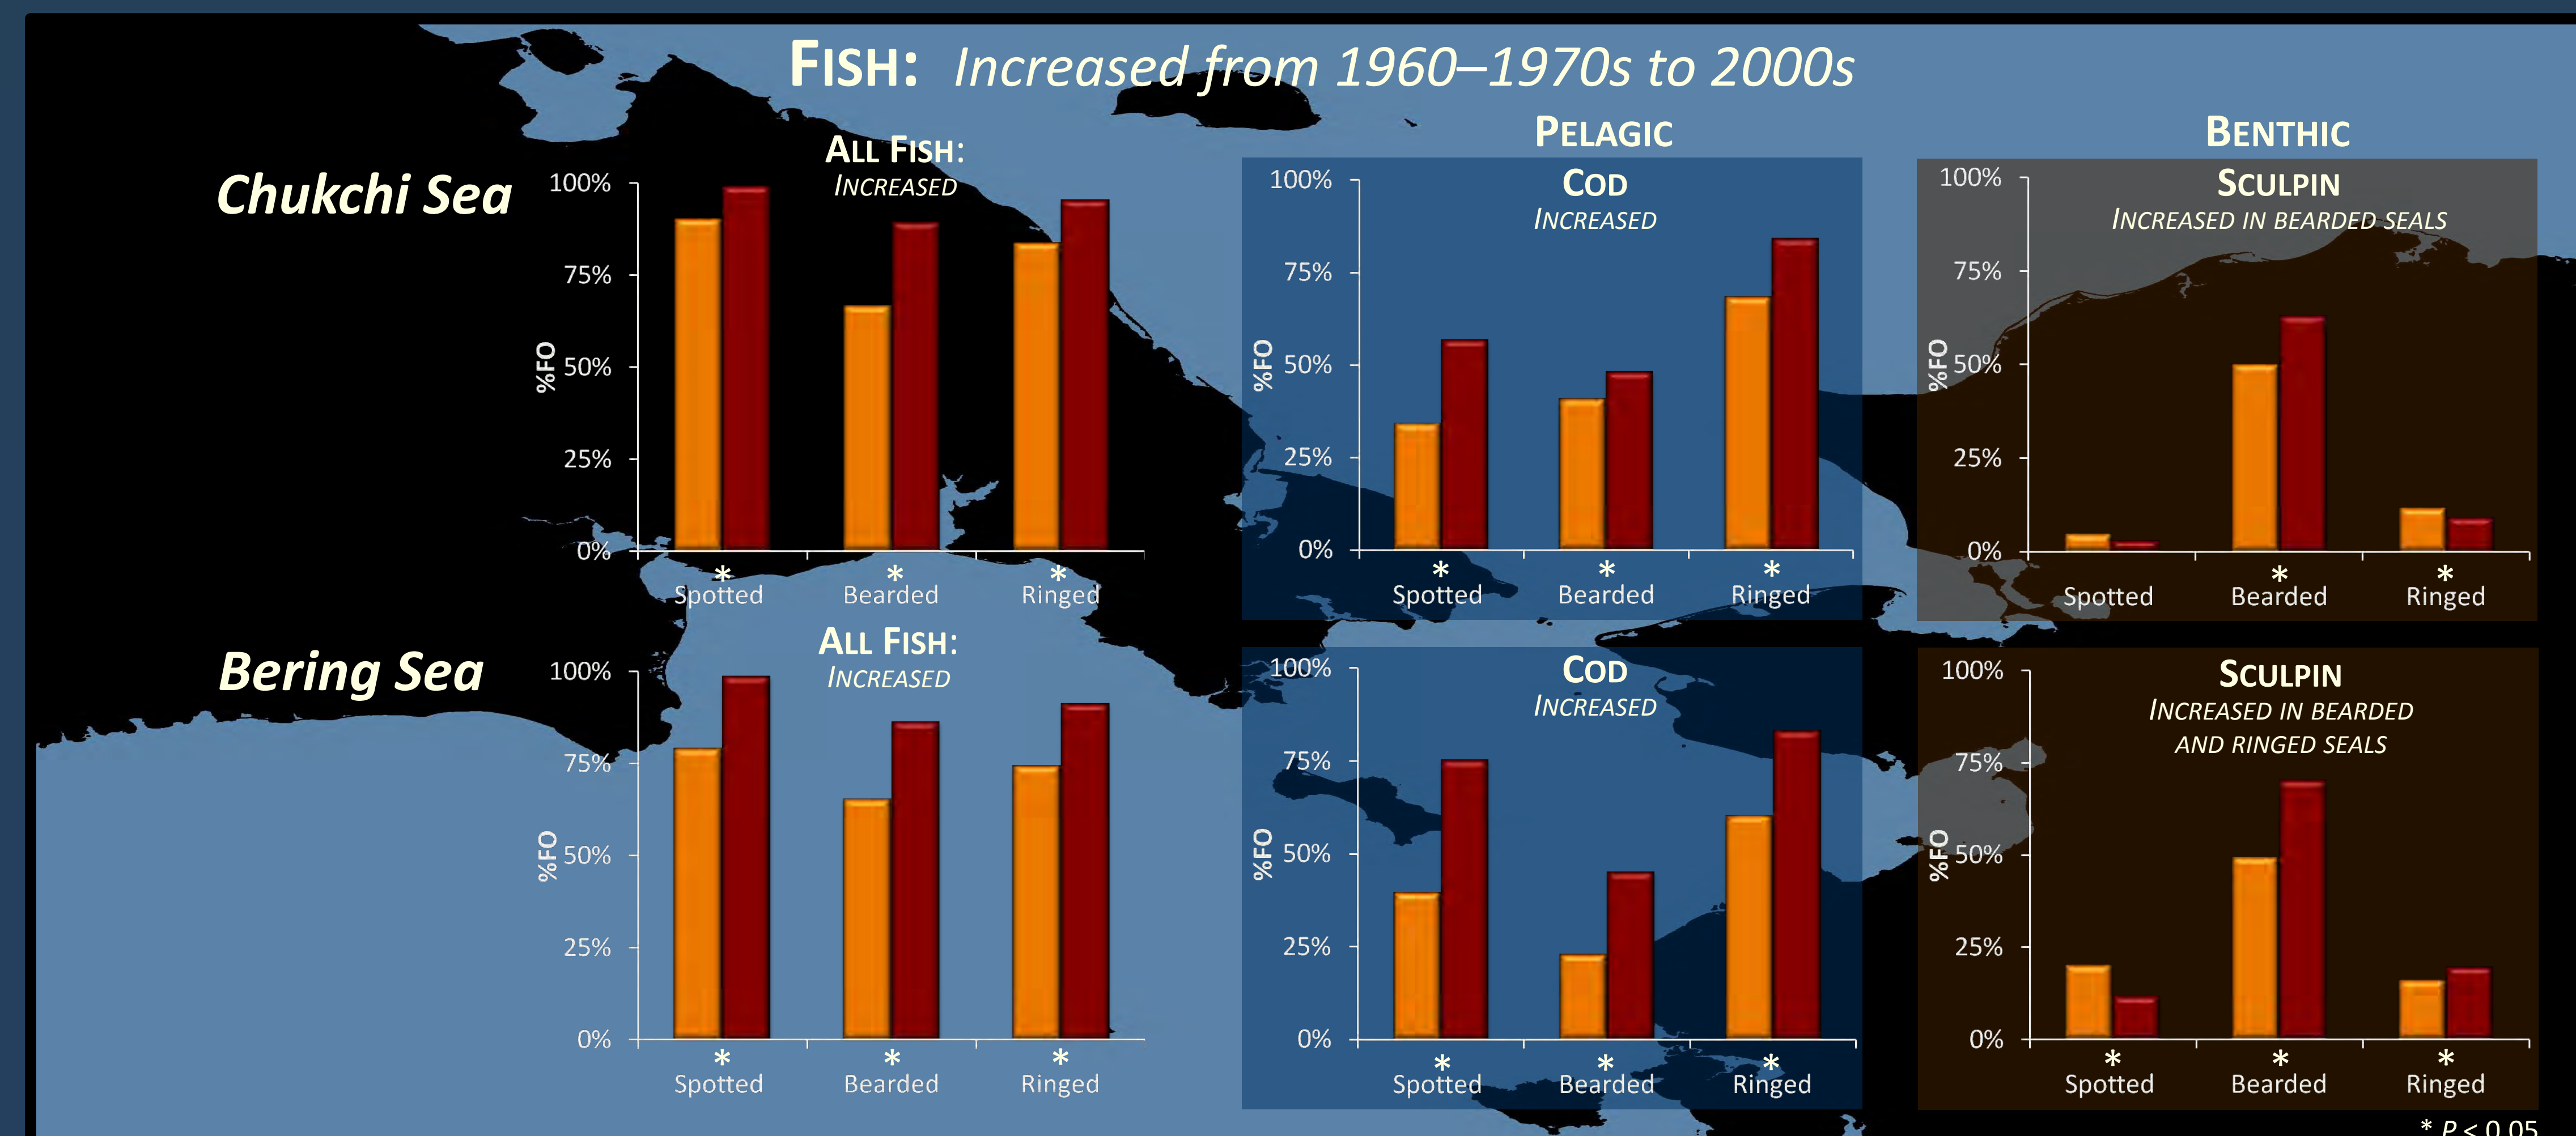 FISH: Increased from 1960–1970s to 2000s
PELAGIC
BENTHIC
Chukchi Sea
ALL FISH:
INCREASED
100%
75%
50%
25%
0%
%FO
* * *
Spotted Bearded Ringed
COD
INCREASED
100%
75%
50%
25%
0%
%FO
* * *
Spotted Bearded Ringed
SCULPIN
INCREASED IN BEARDED SEALS
100%
75%
50%
25%
0%
%FO
* *
Spotted Bearded Ringed
Bering Sea
ALL FISH:
INCREASED
100%
75%
50%
25%
0%
%FO
* * *
Spotted Bearded Ringed
COD
INCREASED
100%
75%
50%
25%
0%
%FO
* * *
Spotted Bearded Ringed
SCULPIN
INCREASED IN BEARDED
AND RINGED SEALS
100%
75%
50%
25%
0%
%FO
* * *
Spotted Bearded Ringed
* P < 0.05